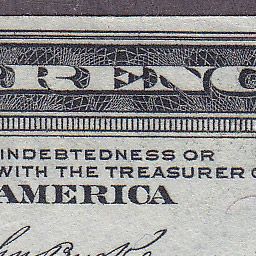 RENC
INDEBTEDNESS OR
WITH THE TREASURER
AMERICA